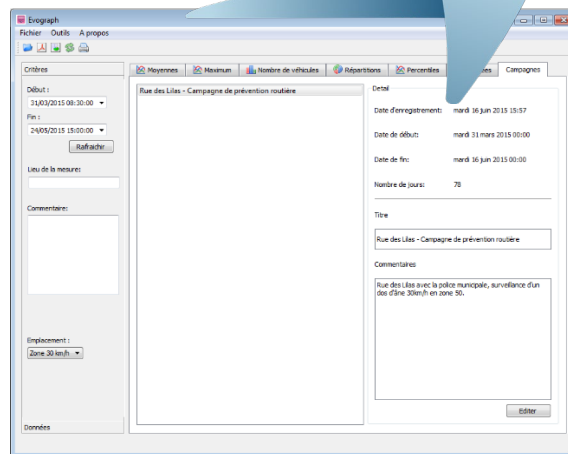 Evograph
Fichier Outils A propos
Critères
Début :
31/03/2015 08:30:00
Fin :
24/05/2015 15:00:00
Rafraichir
Lieu de la mesure:
Commentaire:
Emplacement :
Zone 30 km/h
Données
Moyennes Maximum Nombre de véhicules Répartitions Percentiles Campagnes
Rue des Lilas - Campagne de prévention routière
Detail
Date d'enregistrement: mardi 16 juin 2015 15:57
Date de début: mardi 31 mars 2015 00:00
Date de fin: mardi 16 juin 2015 00:00
Nombre de jours: 78
Titre
Rue des Lilas - Campagne de prévention routière
Commentaires
Rue des Lilas avec la police municipale, surveillance d'un
dos d'âne 30km/h en zone 50.
Editer